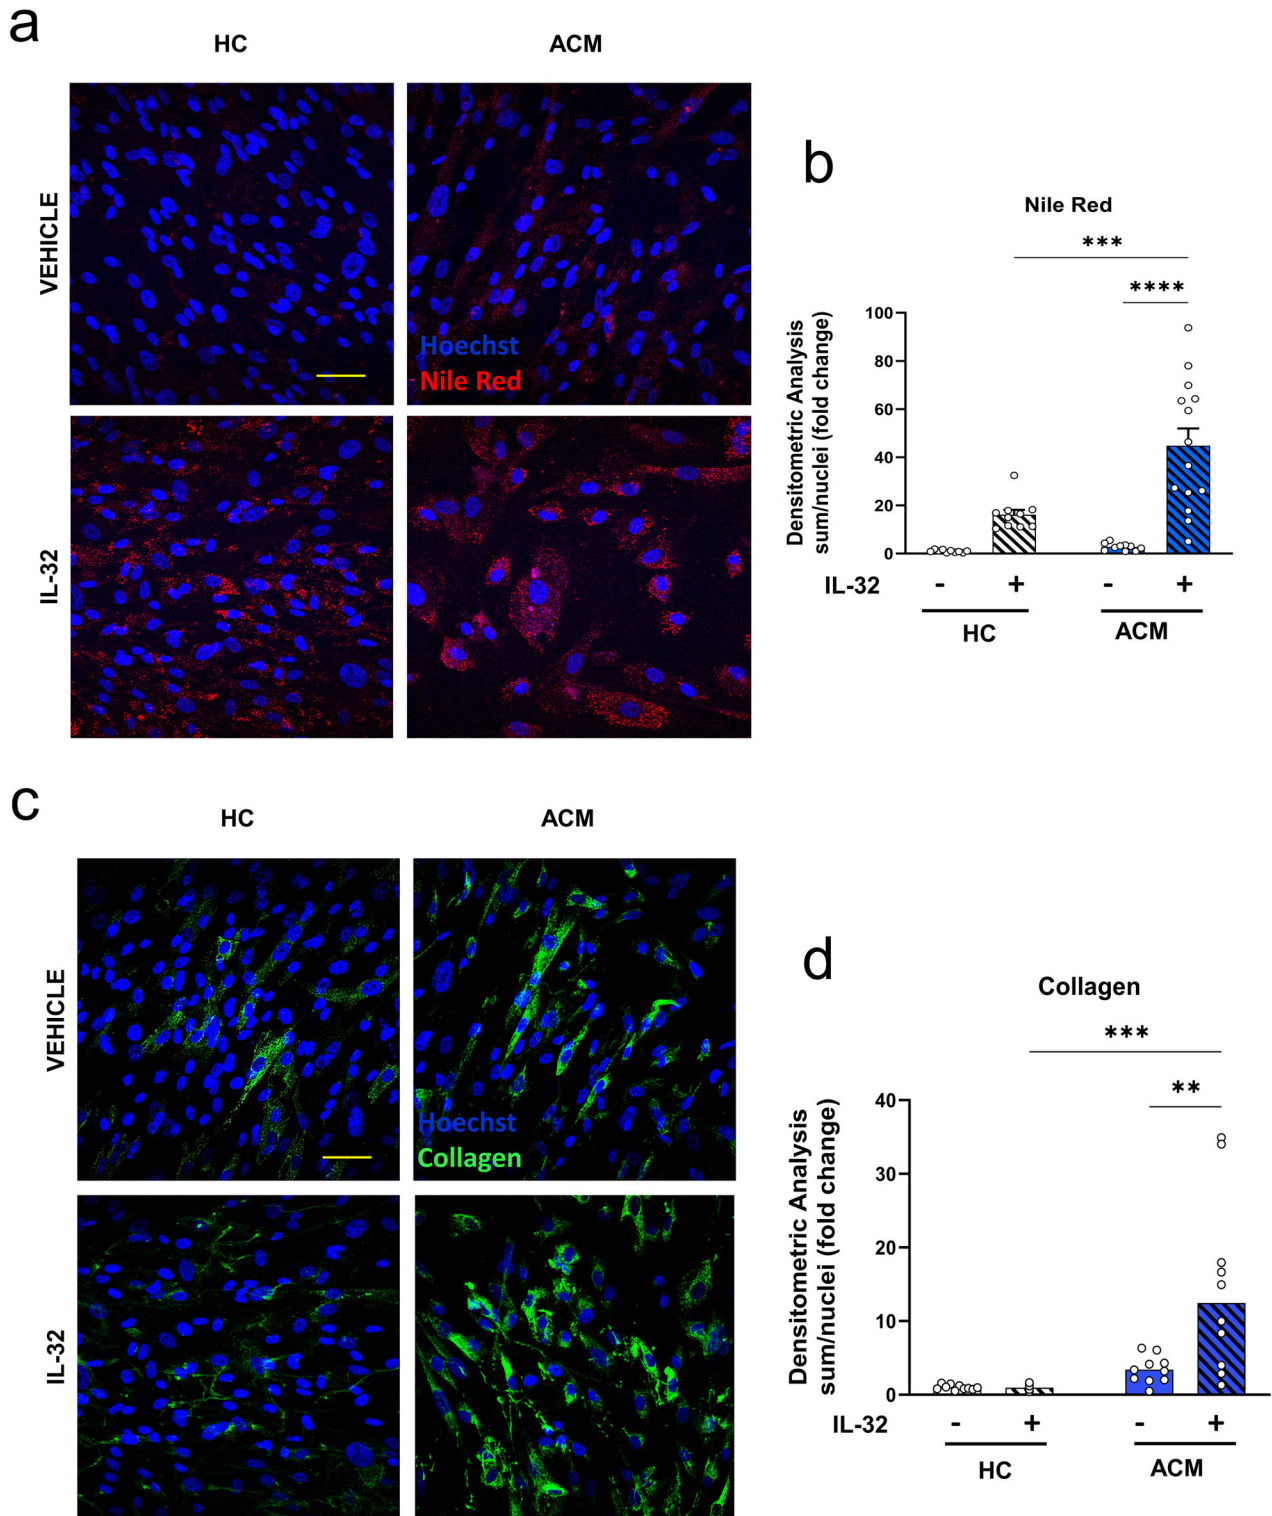 a
HC
ACM
VEHICLE
Hoechst
Nile Red
IL-32
b
Nile Red
***
****
Densitometric Analysis
sum/nuclei (fold change)
100
80
60
40
20
0
IL-32
- + - +
HC
ACM
c
HC
ACM
VEHICLE
Hoechst
Collagen
IL-32
d
Collagen
***
**
Densitometric Analysis
sum/nuclei (fold change)
40
30
20
10
0
IL-32
- + - +
HC
ACM